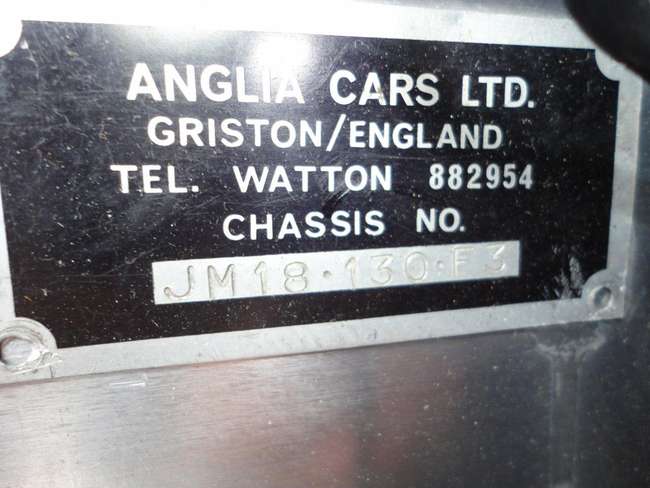 ANGLIA CARS LTD.
GRISTON/ENGLAND
TEL. WATTON 882954
CHASSIS NO.
JM18·130·F3